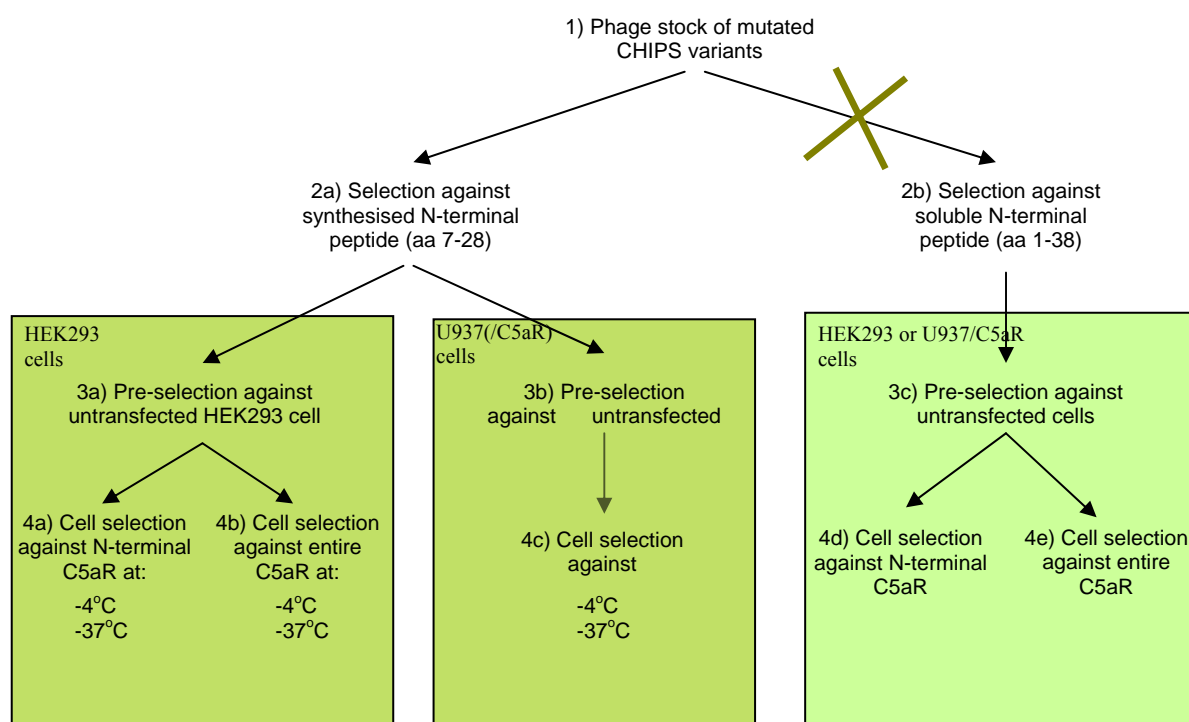 1) Phage stock of mutated
CHIPS variants
2a) Selection against
synthesised N-terminal
peptide (aa 7-28)
2b) Selection against
soluble N-terminal
peptide (aa 1-38)
HEK293
cells
3a) Pre-selection against
untransfected HEK293 cell
4a) Cell selection
against N-terminal
C5aR at:
-4°C
-37°C
4b) Cell selection
against entire
C5aR at:
-4°C
-37°C
U937(/C5aR)
cells
3b) Pre-selection
against untransfected
4c) Cell selection
against
-4°C
-37°C
HEK293 or U937/C5aR
cells
3c) Pre-selection against
untransfected cells
4d) Cell selection
against N-terminal
C5aR
4e) Cell selection
against entire
C5aR